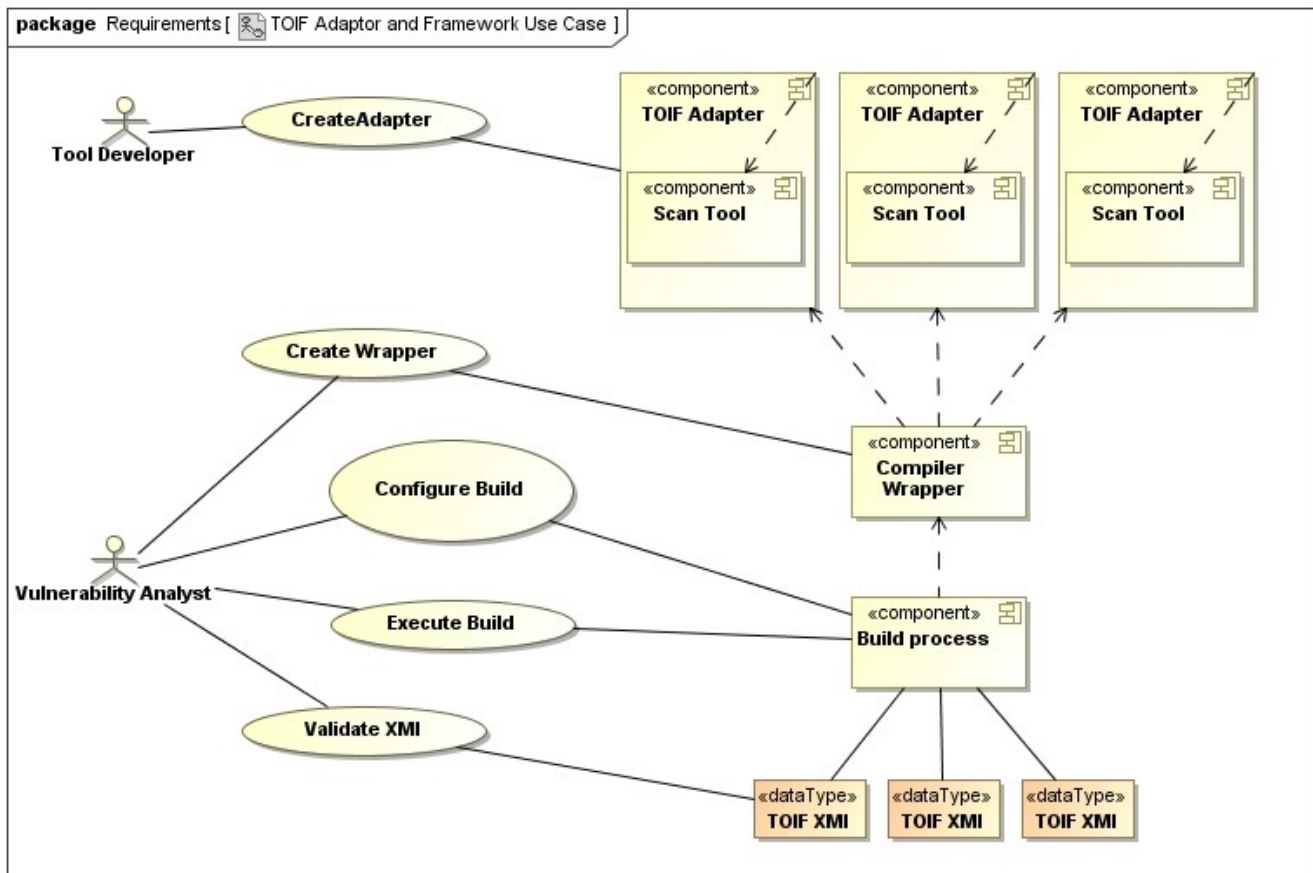 package Requirements [ TOIF Adaptor and Framework Use Case ]
Tool Developer
CreateAdapter
«component»
TOIF Adapter
«component»
Scan Tool
«component»
TOIF Adapter
«component»
Scan Tool
«component»
TOIF Adapter
«component»
Scan Tool
Create Wrapper
«component»
Compiler
Wrapper
Configure Build
Vulnerability Analyst
Execute Build
«component»
Build process
Validate XMI
«dataType»
TOIF XMI
«dataType»
TOIF XMI
«dataType»
TOIF XMI